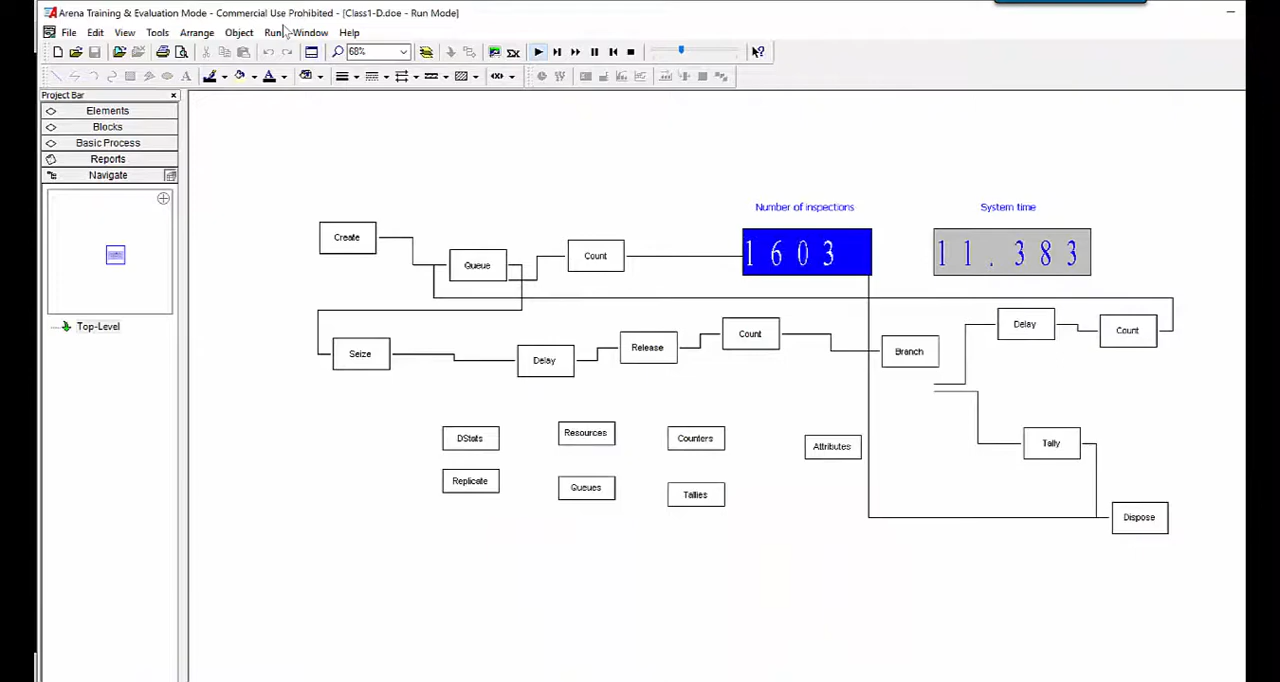 Arena Training & Evaluation Mode - Commercial Use Prohibited - [Class1-D.doe - Run Mode]
File Edit View Tools Arrange Object Run Window Help
68%
Project Bar
Elements
Blocks
Basic Process
Reports
Navigate
Top-Level
Number of inspections
System time
1603
11.383
Create
Queue
Count
Seize
Delay
Release
Count
Branch
Delay
Count
DStats
Resources
Counters
Attributes
Tally
Replicate
Queues
Tallies
Dispose